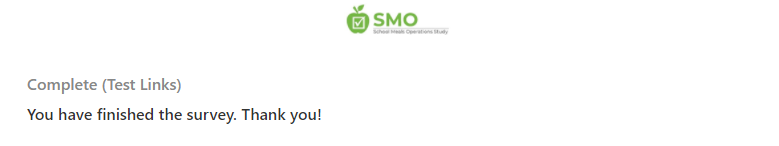 SMO
School Meals Operations Study
Complete (Test Links)
You have finished the survey. Thank you!